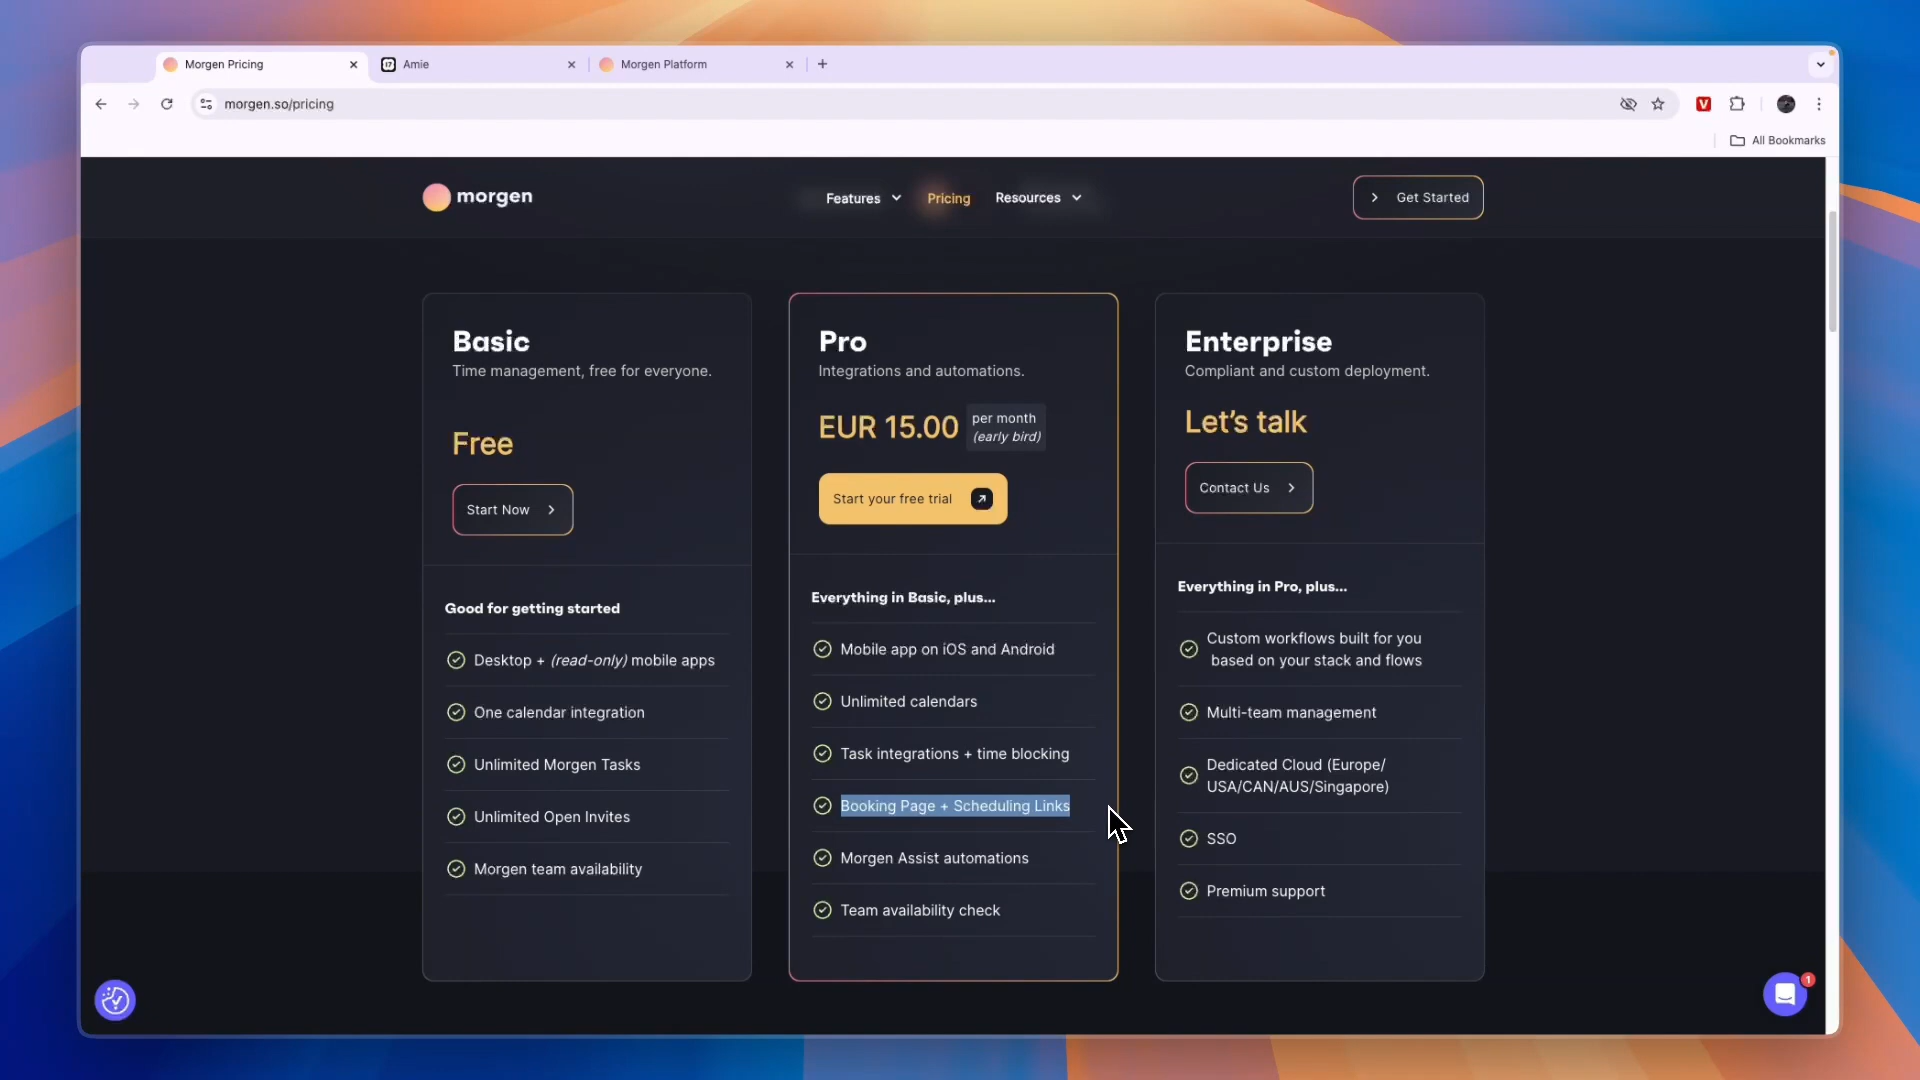 Morgen Pricing
17
Amie
Morgen Platform
morgen.so/pricing
V
All Bookmarks
morgen
Features
Pricing
Resources
Get Started
Basic
Time management, free for everyone.
Free
Start Now
Good for getting started
Desktop + (read-only) mobile apps
One calendar integration
Unlimited Morgen Tasks
Unlimited Open Invites
Morgen team availability
Pro
Integrations and automations.
EUR 15.00
per month
(early bird)
Start your free trial
Everything in Basic, plus...
Mobile app on iOS and Android
Unlimited calendars
Task integrations + time blocking
Booking Page + Scheduling Links
Morgen Assist automations
Team availability check
Enterprise
Compliant and custom deployment.
Let's talk
Contact Us
Everything in Pro, plus...
Custom workflows built for you
based on your stack and flows
Multi-team management
Dedicated Cloud (Europe/
USA/CAN/AUS/Singapore)
SSO
Premium support
1